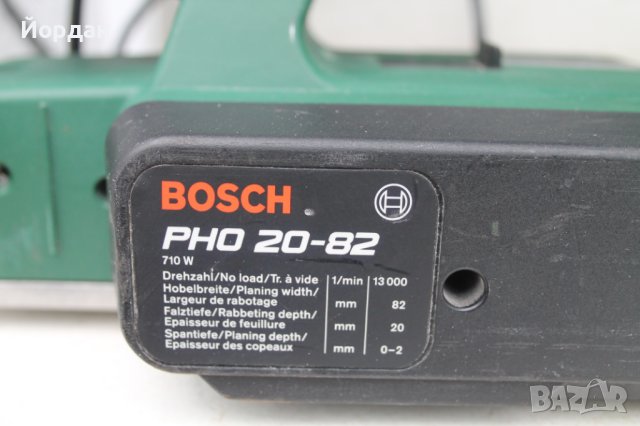 Йордан
BOSCH
PHO 20-82
710 W
Drehzahl/No load/Tr. à vide 1/min 13 000
Hobelbreite/Planing width/
Largeur de rabotage mm 82
Falztiefe/Rabbeting depth/
Epaisseur de feuillure mm 20
Spantiefe/Planing depth/
Epaisseur des copeaux mm 0-2
BAZAR